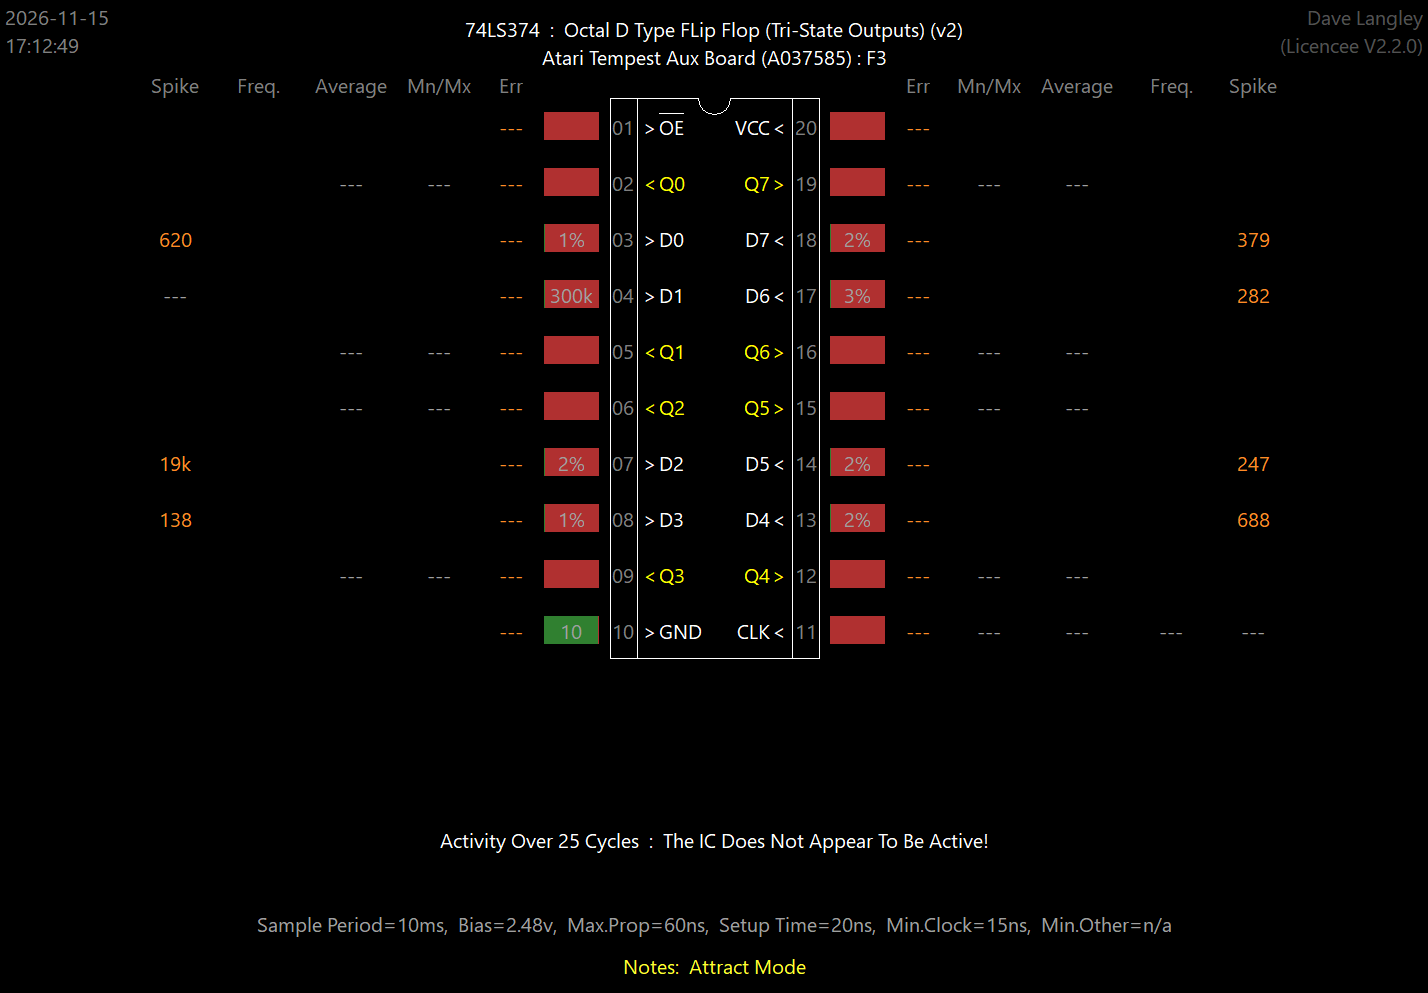 2026-11-15
17:12:49
74LS374 : Octal D Type FLip Flop (Tri-State Outputs) (v2)
Atari Tempest Aux Board (A037585) : F3
Dave Langley
(Licencee V2.2.0)
Spike Freq. Average Mn/Mx Err Err Mn/Mx Average Freq. Spike
--- 01 > OE VCC < 20 ---
--- --- --- 02 < Q0 Q7 > 19 --- --- ---
620 --- 1% 03 > D0 D7 < 18 2% --- 379
--- --- 300k 04 > D1 D6 < 17 3% --- 282
--- --- --- 05 < Q1 Q6 > 16 --- --- ---
--- --- --- 06 < Q2 Q5 > 15 --- --- ---
19k --- 2% 07 > D2 D5 < 14 2% --- 247
138 --- 1% 08 > D3 D4 < 13 2% --- 688
--- --- --- 09 < Q3 Q4 > 12 --- --- ---
--- 10 10 > GND CLK < 11 --- --- --- --- ---
Activity Over 25 Cycles : The IC Does Not Appear To Be Active!
Sample Period=10ms, Bias=2.48v, Max.Prop=60ns, Setup Time=20ns, Min.Clock=15ns, Min.Other=n/a
Notes: Attract Mode